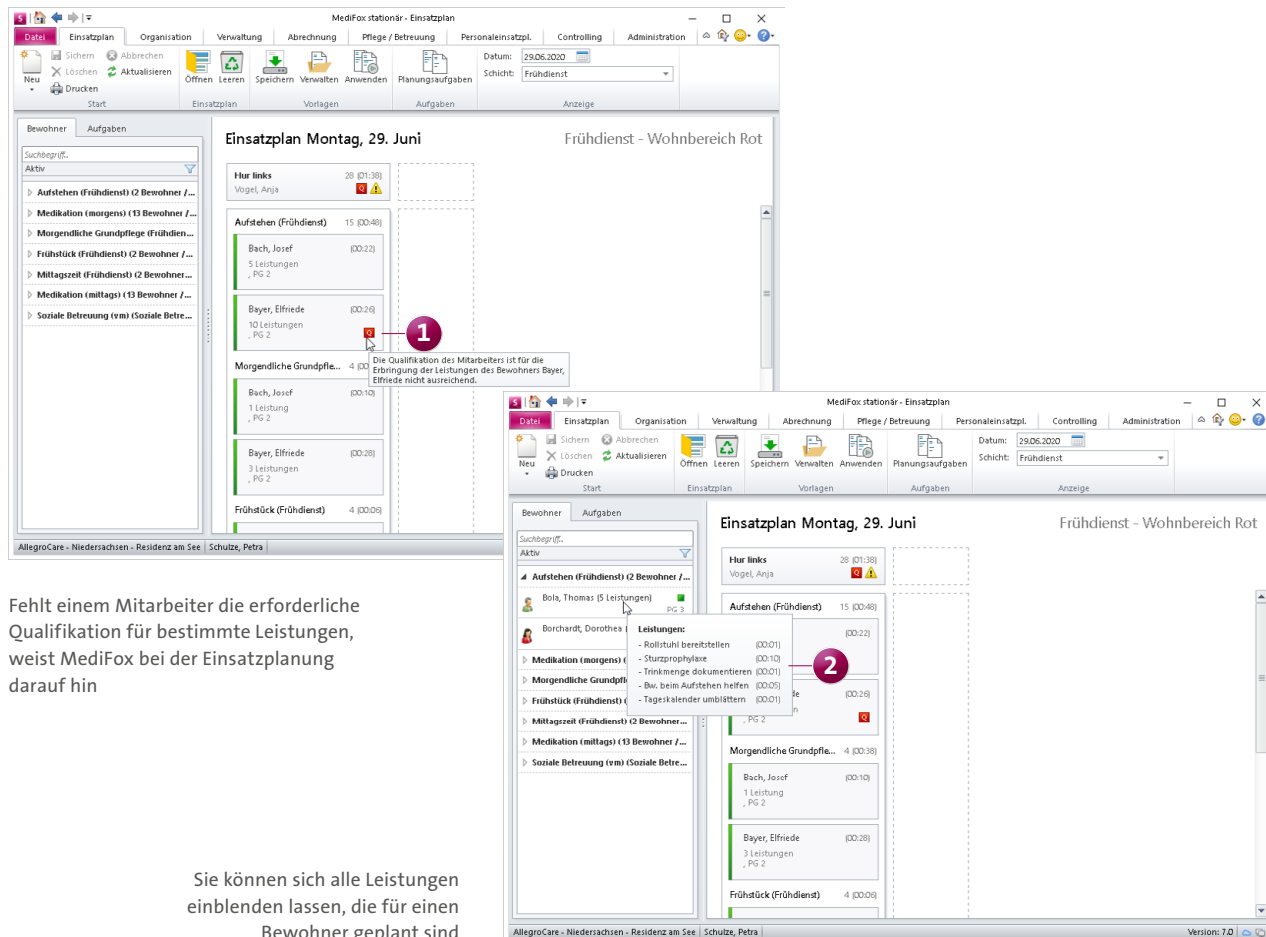 MediFox stationär - Einsatzplan
Datei Einsatzplan Organisation Verwaltung Abrechnung Pflege / Betreuung Personaleinsatzpl. Controlling Administration
Neu
Sichern Abbrechen
Löschen Aktualisieren
Drucken
Öffnen Leeren Speichern Verwalten Anwenden Planungsaufgaben
Datum: 29.06.2020
Schicht: Frühdienst
Start Einsatzplan Vorlagen Aufgaben Anzeige
Bewohner Aufgaben
Suchbegriff..
Aktiv
Aufstehen (Frühdienst) (2 Bewohner /...
Medikation (morgens) (13 Bewohner /...
Morgendliche Grundpflege (Frühdien...
Frühstück (Frühdienst) (2 Bewohner /...
Mittagszeit (Frühdienst) (2 Bewohner...
Medikation (mittags) (13 Bewohner /...
Soziale Betreuung (vm) (Soziale Betre...
Einsatzplan Montag, 29. Juni
Frühdienst - Wohnbereich Rot
Flur links 28 (01:38)
Vogel, Anja Q
Aufstehen (Frühdienst) 15 (00:48)
Bach, Josef (00:22)
5 Leistungen
, PG 2
Bayer, Elfriede (00:26)
10 Leistungen
, PG 2
Q
1
Die Qualifikation des Mitarbeiters ist für die
Erbringung der Leistungen des Bewohners Bayer,
Elfriede nicht ausreichend.
Morgendliche Grundpfle... 4 (00
Bach, Josef (00:10)
1 Leistung
, PG 2
Bayer, Elfriede (00:28)
3 Leistungen
, PG 2
Frühstück (Frühdienst) 4 (00:06)
AllegroCare - Niedersachsen - Residenz am See Schulze, Petra
Fehlt einem Mitarbeiter die erforderliche
Qualifikation für bestimmte Leistungen,
weist MediFox bei der Einsatzplanung
darauf hin
MediFox stationär - Einsatzplan
Datei Einsatzplan Organisation Verwaltung Abrechnung Pflege / Betreuung Personaleinsatzpl. Controlling Administration
Neu
Sichern Abbrechen
Löschen Aktualisieren
Drucken
Öffnen Leeren Speichern Verwalten Anwenden Planungsaufgaben
Datum: 29.06.2020
Schicht: Frühdienst
Start Einsatzplan Vorlagen Aufgaben Anzeige
Bewohner Aufgaben
Suchbegriff..
Aktiv
Aufstehen (Frühdienst) (2 Bewohner /...
Bola, Thomas (5 Leistungen)
PG 3
Borchardt, Dorothea
Medikation (morgens) (
Morgendliche Grundpfl
Frühstück (Frühdienst) (
Mittagszeit (Frühdienst) (2 Bewohner...
Medikation (mittags) (13 Bewohner /...
Soziale Betreuung (vm) (Soziale Betre...
Leistungen:
- Rollstuhl bereitstellen (00:01)
- Sturzprophylaxe (00:10)
- Trinkmenge dokumentieren (00:01)
- Bw. beim Aufstehen helfen (00:05)
- Tageskalender umblättern (00:01)
2
Einsatzplan Montag, 29. Juni
Frühdienst - Wohnbereich Rot
Flur links 28 (01:38)
Vogel, Anja Q
Aufstehen (Frühdienst) 15 (00:48)
(00:22)
de (00:26)
n
, PG 2
Q
Morgendliche Grundpfle... 4 (00:38)
Bach, Josef (00:10)
1 Leistung
, PG 2
Bayer, Elfriede (00:28)
3 Leistungen
, PG 2
Frühstück (Frühdienst) 4 (00:06)
AllegroCare - Niedersachsen - Residenz am See Schulze, Petra
Version: 7.0
Sie können sich alle Leistungen
einblenden lassen, die für einen
Bewohner geplant sind